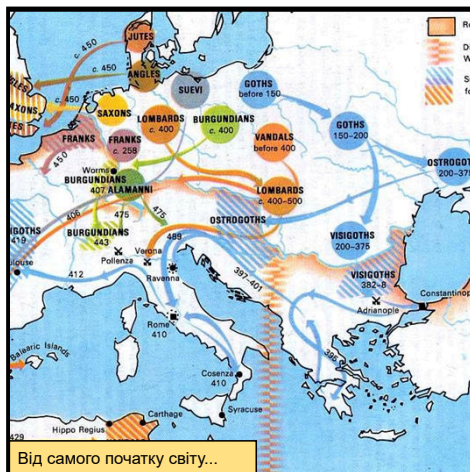 JUTES
c. 450
c. 450
ANGLES
c. 450
SAXONS
SAXONS
SUEVI
GOTHS
before 150
GOTHS
150–200
OSTROGOTHS
200–375
LOMBARDS
c. 400
BURGUNDIANS
c. 400
VANDALS
before 400
FRANKS
FRANKS
c. 258
450
Worms
BURGUNDIANS
407
ALAMANNI
LOMBARDS
c. 400–500
OSTROGOTHS
VISIGOTHS
200–375
406
475
475
BURGUNDIANS
443
489
419
Pollenza
Verona
412
Ravenna
397–401
VISIGOTHS
382–8
Constantinop
Adrianople
Rome
410
395
Balearic Islands
Cosenza
410
Syracuse
Carthage
Hippo Regius
429
Від самого початку світу...